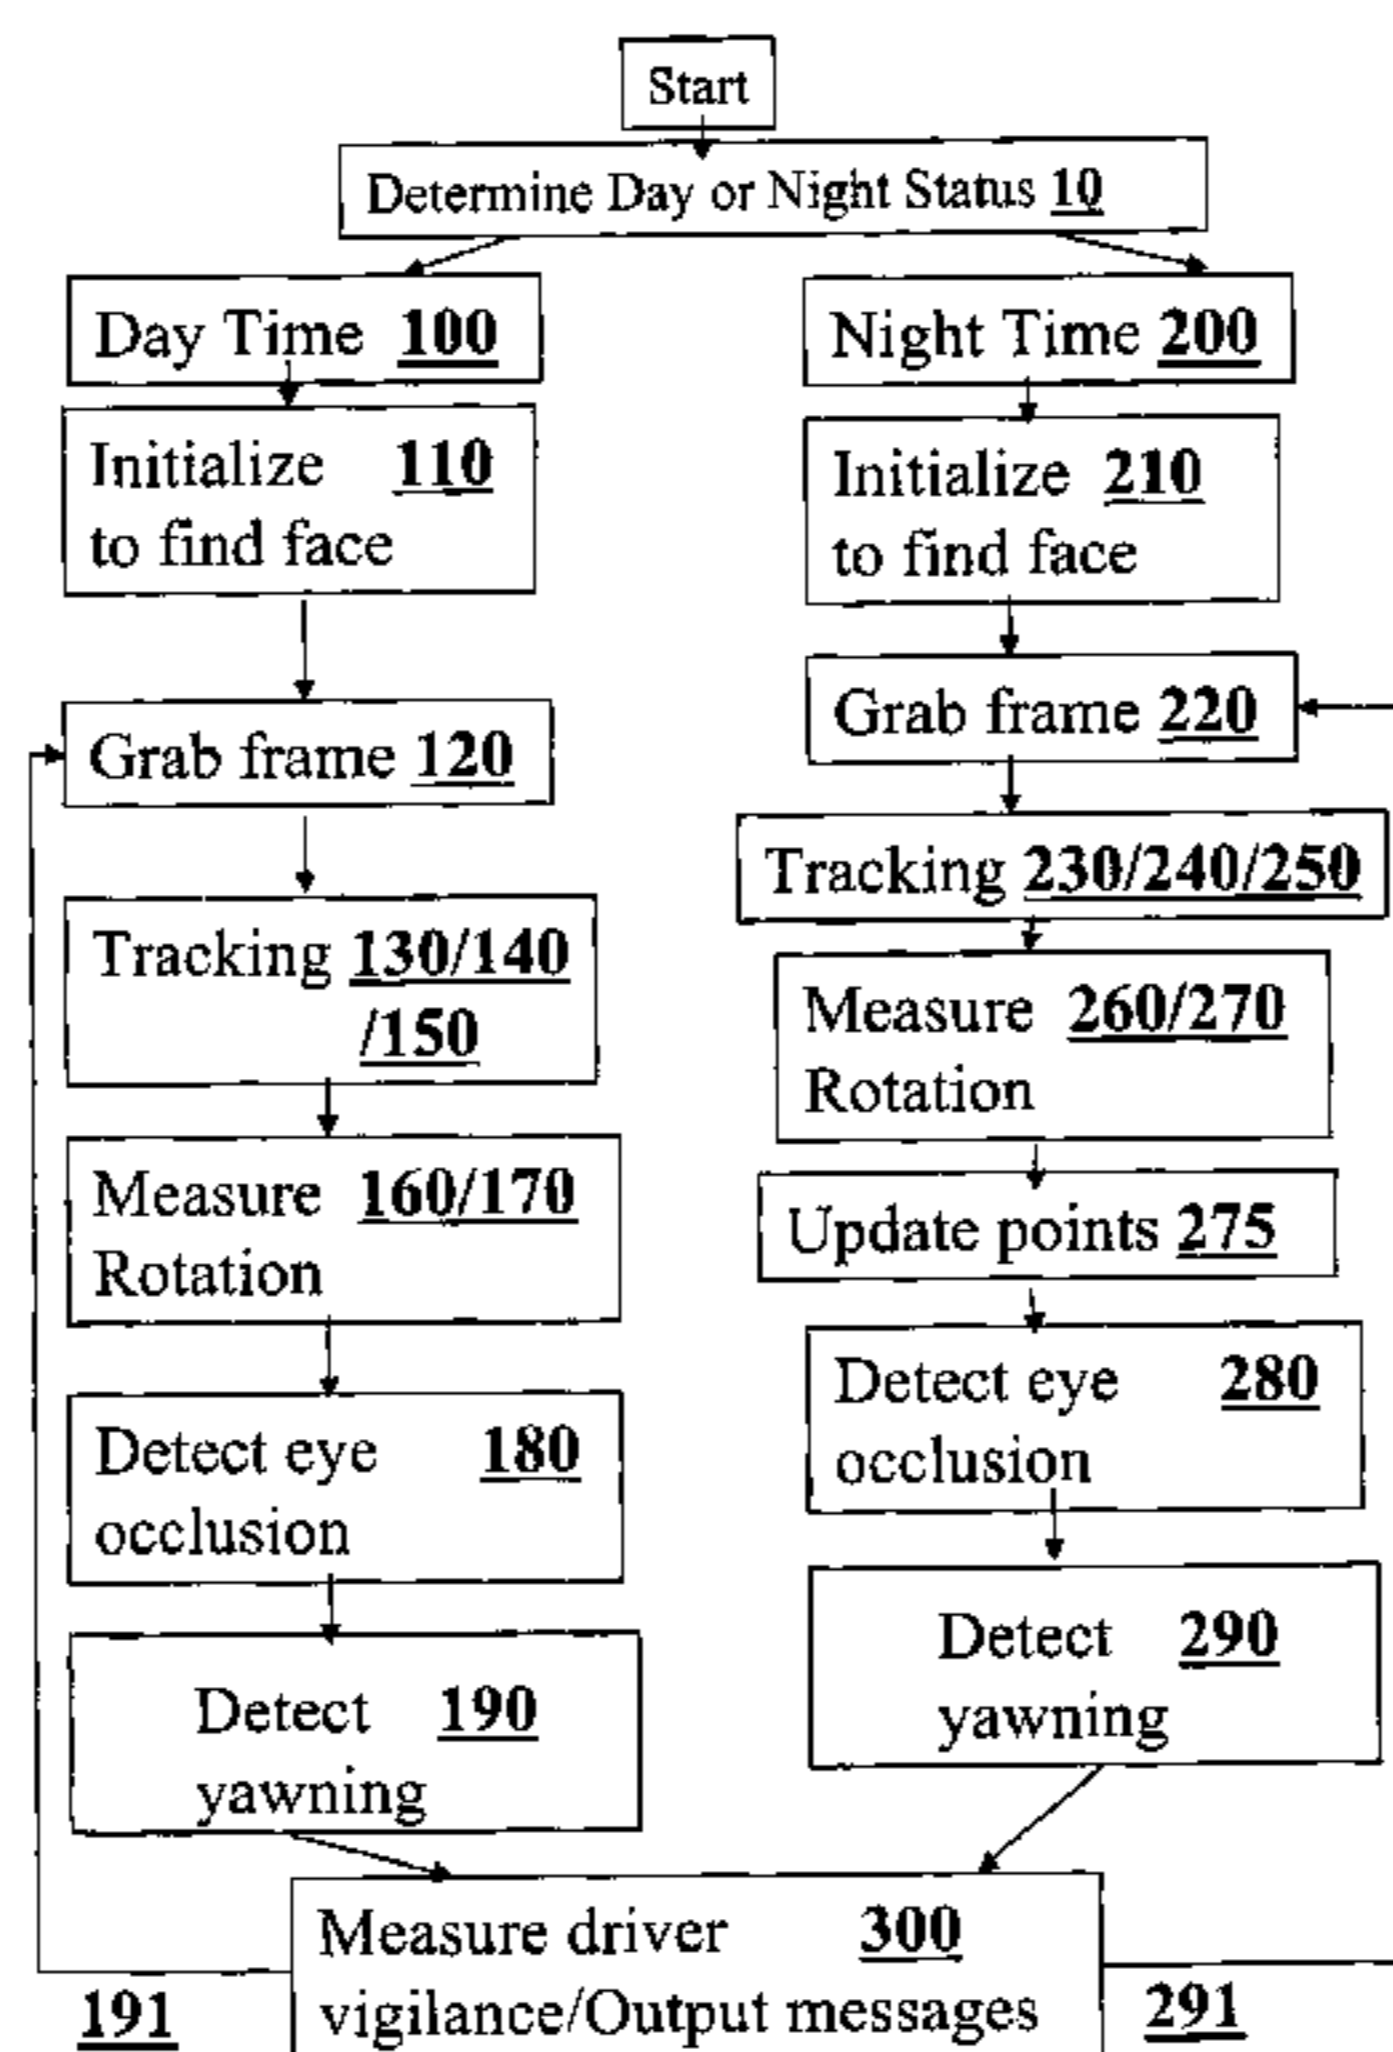 Start
Determine Day or Night Status 10
Day Time 100
Initialize 110
to find face
Grab frame 120
Tracking 130/140
/150
Measure 160/170
Rotation
Detect eye 180
occlusion
Detect 190
yawning
Night Time 200
Initialize 210
to find face
Grab frame 220
Tracking 230/240/250
Measure 260/270
Rotation
Update points 275
Detect eye 280
occlusion
Detect 290
yawning
Measure driver 300
vigilance/Output messages
191
291